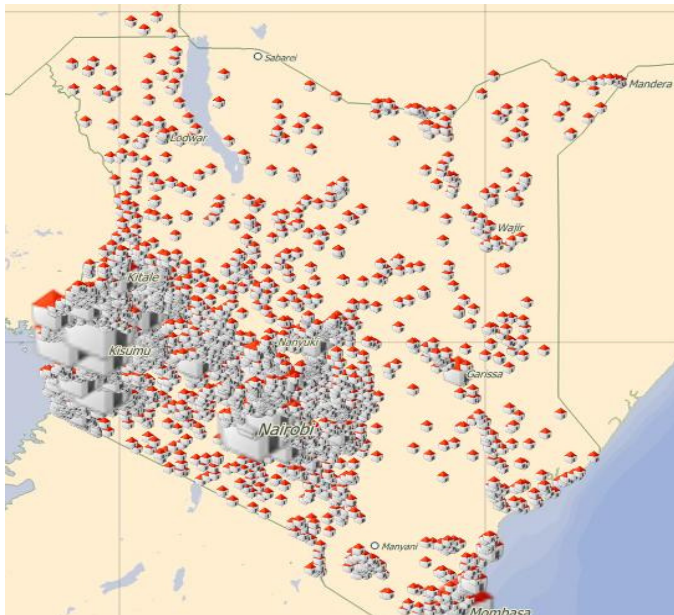 Sabarei
Mandera
Lodwar
Wajir
Kitale
Nanyuki
Kisumu
Garissa
Nairobi
Manyani
Mombasa